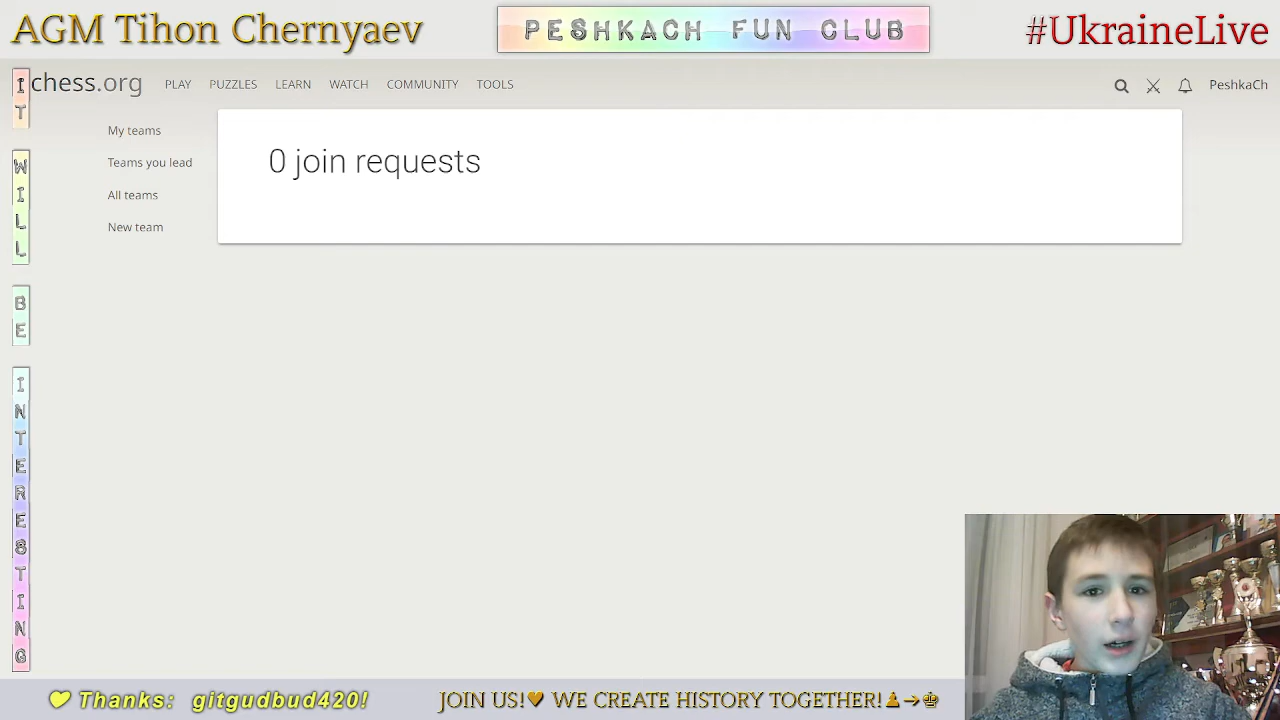 AGM Tihon Chernyaev
PESHKACH FUN CLUB
#UkraineLive
chess.org
PLAY
PUZZLES
LEARN
WATCH
COMMUNITY
TOOLS
PeshkaCh
My teams
Teams you lead
All teams
New team
0 join requests
IT WILL BE INTERESTING
Thanks: gitgudbud420!
JOIN US!🧡 WE CREATE HISTORY TOGETHER!♟→♚